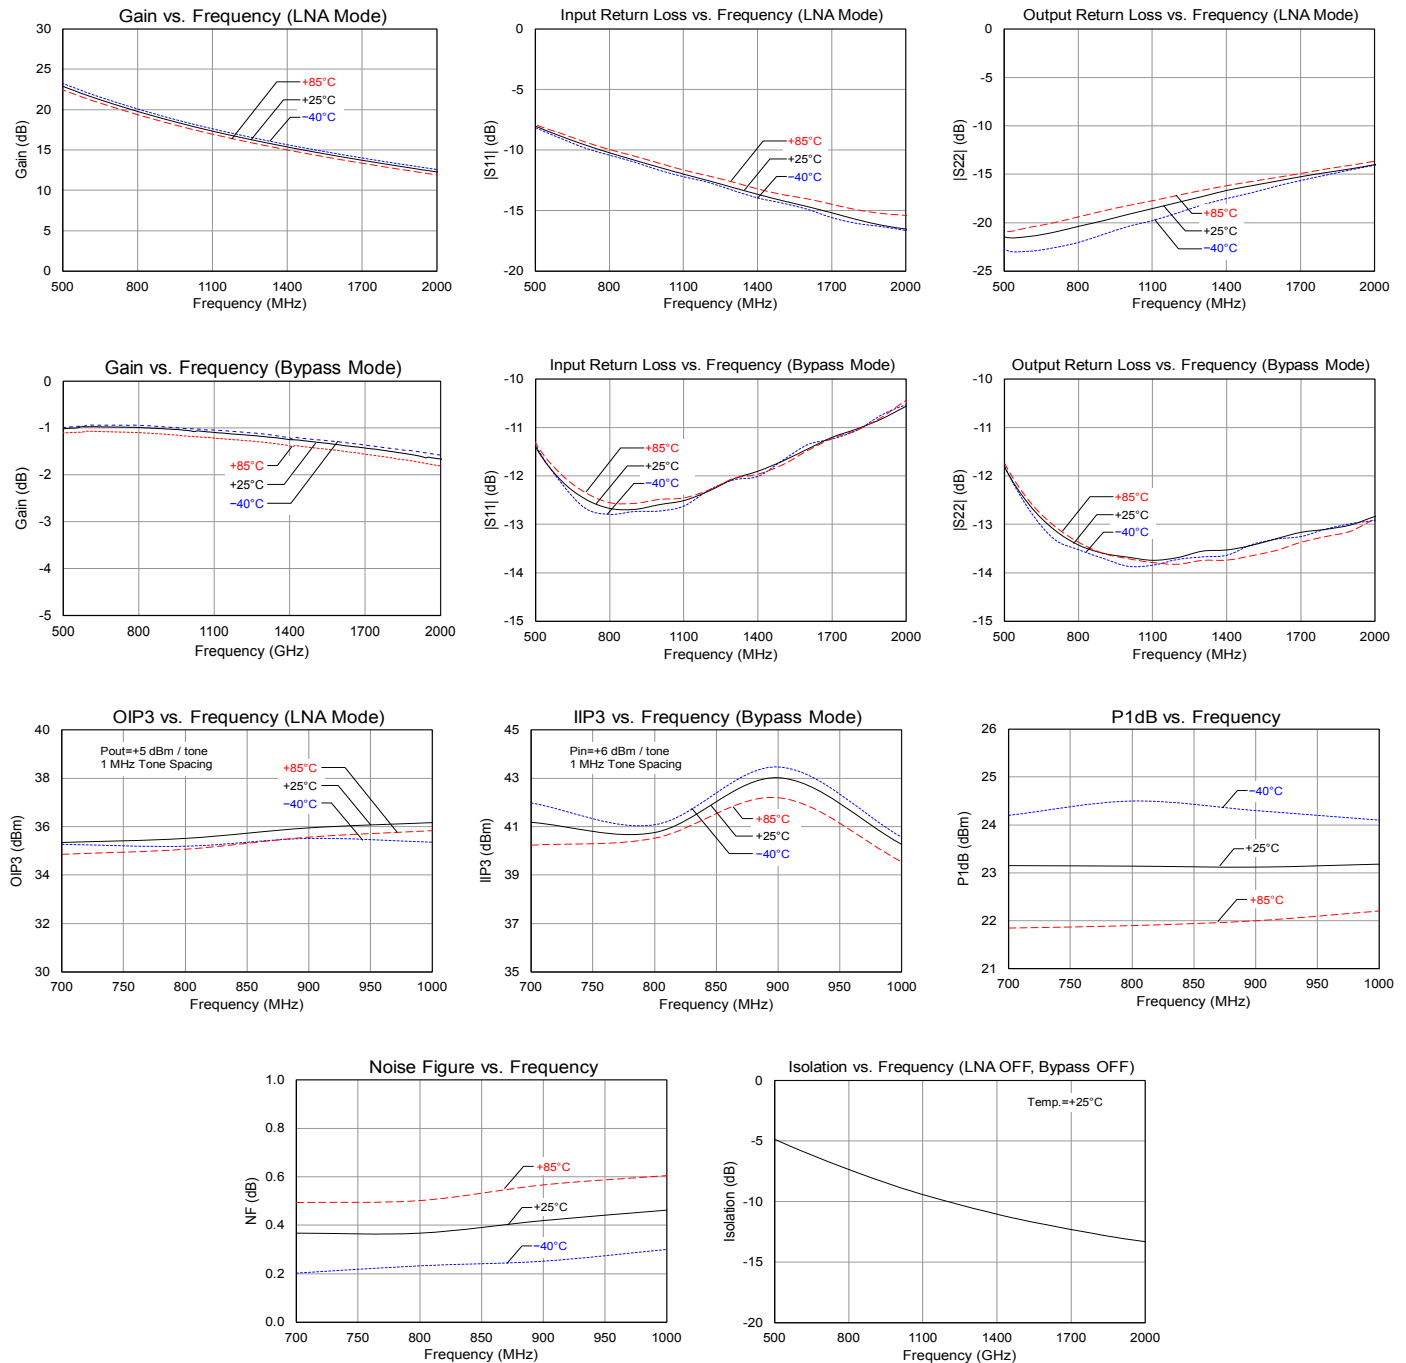 Gain vs. Frequency (LNA Mode)
30
25
20
15
10
5
0
Gain (dB)
+85°C
+25°C
−40°C
500
800
1100
1400
1700
2000
Frequency (MHz)
Input Return Loss vs. Frequency (LNA Mode)
0
-5
-10
-15
-20
|S11| (dB)
+85°C
+25°C
−40°C
500
800
1100
1400
1700
2000
Frequency (MHz)
Output Return Loss vs. Frequency (LNA Mode)
0
-5
-10
-15
-20
-25
|S22| (dB)
+85°C
+25°C
−40°C
500
800
1100
1400
1700
2000
Frequency (MHz)
Gain vs. Frequency (Bypass Mode)
0
-1
-2
-3
-4
-5
Gain (dB)
+85°C
+25°C
−40°C
500
800
1100
1400
1700
2000
Frequency (GHz)
Input Return Loss vs. Frequency (Bypass Mode)
-10
-11
-12
-13
-14
-15
|S11| (dB)
+85°C
+25°C
−40°C
500
800
1100
1400
1700
2000
Frequency (MHz)
Output Return Loss vs. Frequency (Bypass Mode)
-10
-11
-12
-13
-14
-15
|S22| (dB)
+85°C
+25°C
−40°C
500
800
1100
1400
1700
2000
Frequency (MHz)
OIP3 vs. Frequency (LNA Mode)
40
38
36
34
32
30
OIP3 (dBm)
Pout=+5 dBm / tone
1 MHz Tone Spacing
+85°C
+25°C
−40°C
700
750
800
850
900
950
1000
Frequency (MHz)
IIP3 vs. Frequency (Bypass Mode)
45
43
41
39
37
35
IIP3 (dBm)
Pin=+6 dBm / tone
1 MHz Tone Spacing
+85°C
+25°C
−40°C
700
750
800
850
900
950
1000
Frequency (MHz)
P1dB vs. Frequency
26
25
24
23
22
21
P1dB (dBm)
−40°C
+25°C
+85°C
700
750
800
850
900
950
1000
Frequency (MHz)
Noise Figure vs. Frequency
1.0
0.8
0.6
0.4
0.2
0.0
NF (dB)
+85°C
+25°C
−40°C
700
750
800
850
900
950
1000
Frequency (MHz)
Isolation vs. Frequency (LNA OFF, Bypass OFF)
0
-5
-10
-15
-20
Isolation (dB)
Temp.=+25°C
500
800
1100
1400
1700
2000
Frequency (GHz)